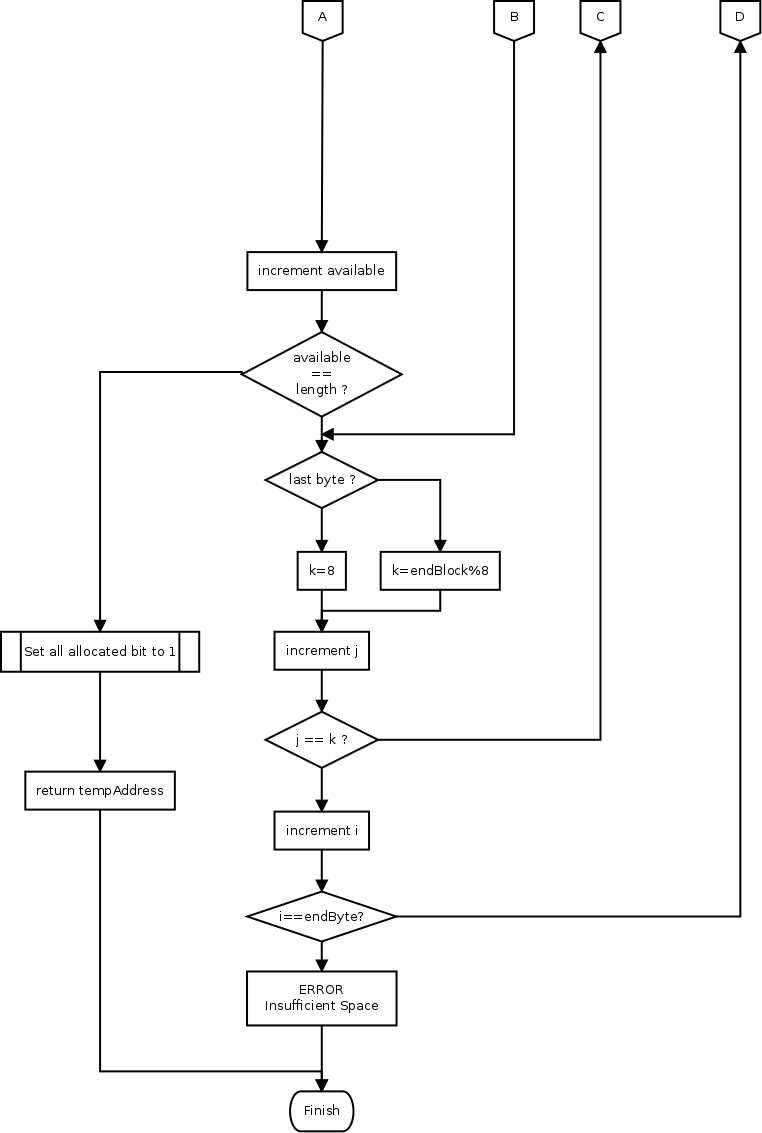 A
B
C
D
increment available
available
==
length ?
last byte ?
k=8
k=endBlock%8
Set all allocated bit to 1
increment j
j == k ?
return tempAddress
increment i
i==endByte?
ERROR
Insufficient Space
Finish